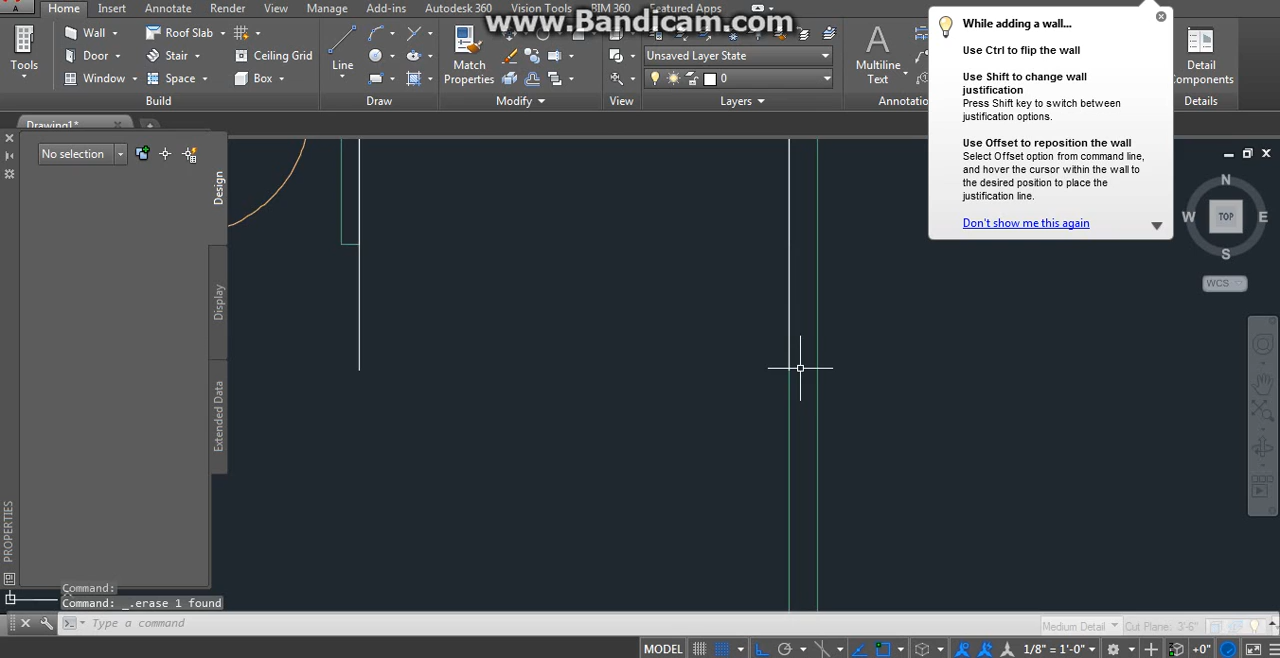 Home Insert Annotate Render View Manage Add-ins Autodesk 360 Vision Tools BIM 360 Featured Apps
www.Bandicam.com
Wall Roof Slab
Door Stair Ceiling Grid
Window Space Box
Tools
Line
Match Properties
Unsaved Layer State
0
Multiline Text
Detail
Components
Build Draw Modify View Layers Annotation Details
Drawing1*
While adding a wall...
Use Ctrl to flip the wall
Use Shift to change wall
justification
Press Shift key to switch between
justification options.
Use Offset to reposition the wall
Select Offset option from command line,
and hover the cursor within the wall to
the desired position to place the
justification line.
Don't show me this again
No selection
Design
Display
Extended Data
PROPERTIES
N
W TOP E
S
WCS
Command:
Command: _.erase 1 found
Type a command
Medium Detail Cut Plane: 3'-6"
MODEL 1/8" = 1'-0" +0"